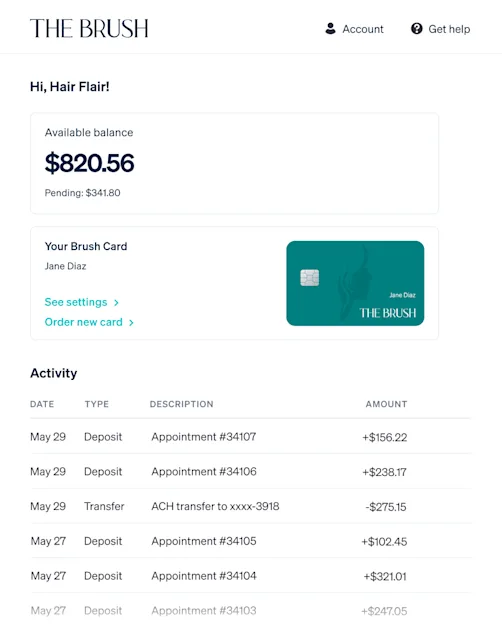 THE BRUSH
Account
Get help
Hi, Hair Flair!
Available balance
$820.56
Pending: $341.80
Your Brush Card
Jane Diaz
See settings
Order new card
Jane Diaz
THE BRUSH
Activity
DATE TYPE DESCRIPTION AMOUNT
May 29 Deposit Appointment #34107 +$156.22
May 29 Deposit Appointment #34106 +$238.17
May 29 Transfer ACH transfer to xxxx-3918 -$275.15
May 27 Deposit Appointment #34105 +$102.45
May 27 Deposit Appointment #34104 +$321.01
May 27 Deposit Appointment #34103 +$247.05